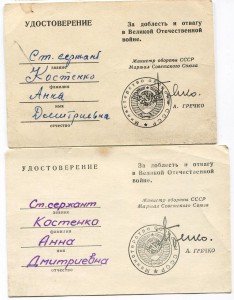 УДОСТОВЕРЕНИЕ
Ст. сержант
звание
Костенко
фамилия
Анна
имя
Дмитриевна
отчество
За доблесть и отвагу
в Великой Отечественной
войне.
Министр обороны СССР
Маршал Советского Союза
А. ГРЕЧКО
УДОСТОВЕРЕНИЕ
Ст. сержант
звание
Костенко
фамилия
Анна
имя
Дмитриевна
отчество
За доблесть и отвагу
в Великой Отечественной
войне.
Министр обороны СССР
Маршал Советского Союза
А. ГРЕЧКО